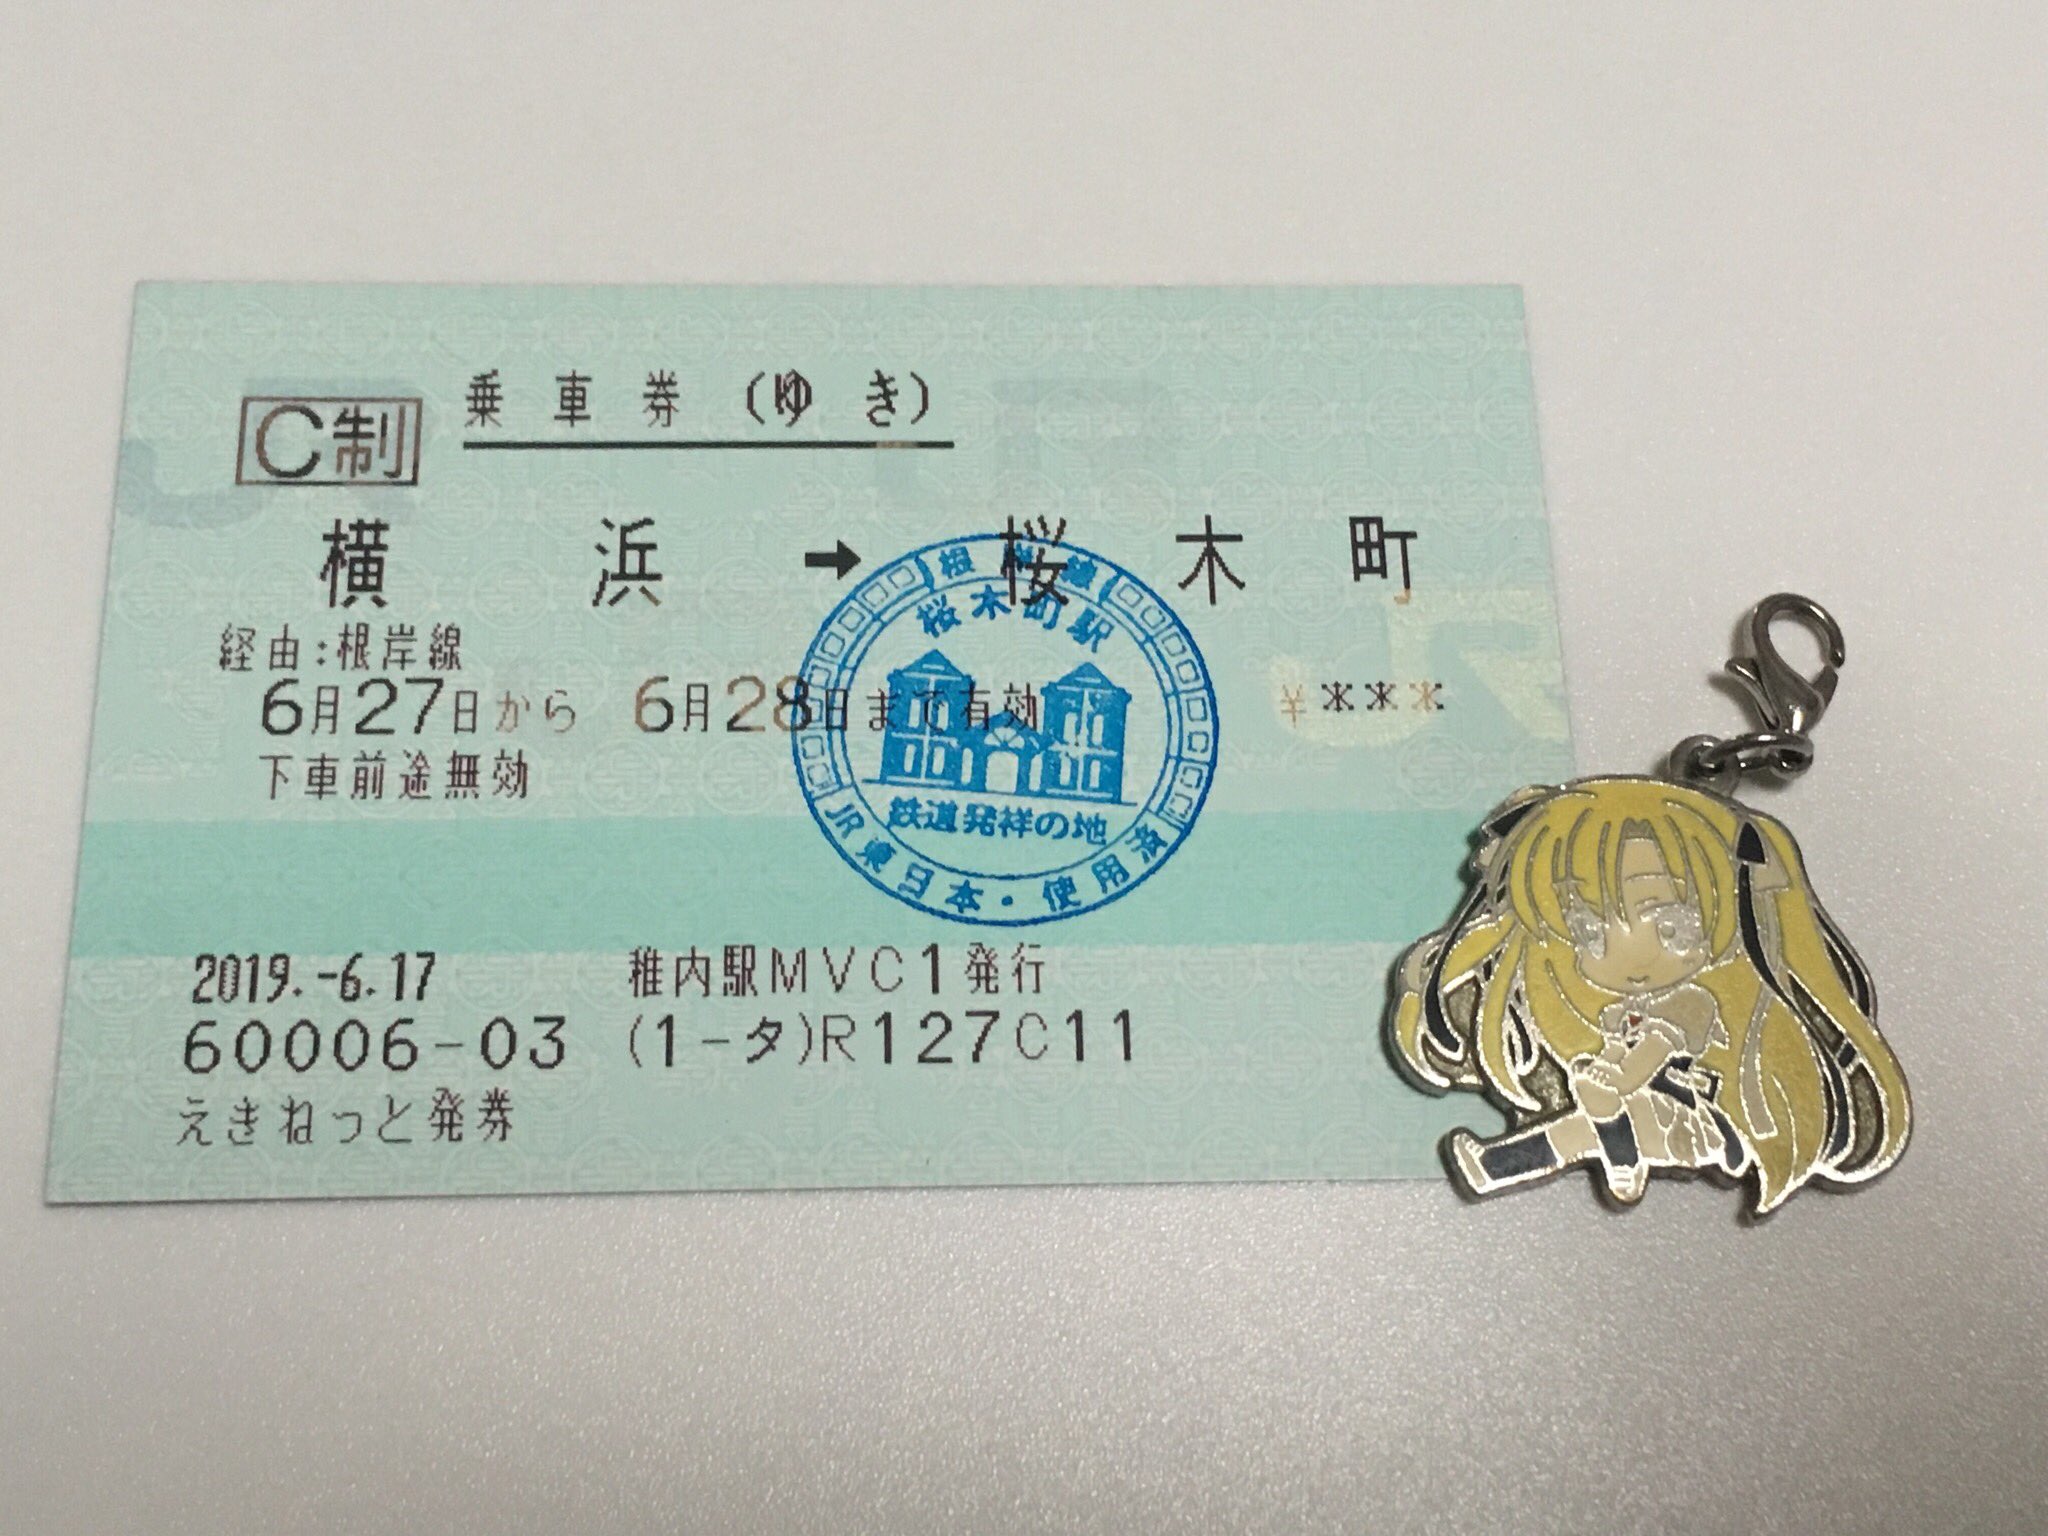 C制
乗車券(ゆき)
横浜→桜木町
経由:根岸線
6月27日から 6月28日まで有効 ¥***
下車前途無効
2019.-6.17 稚内駅MVC1発行
60006-03 (1-タ)R127C11
えきねっと発券
根岸線
桜木町駅
鉄道発祥の地
JR東日本・使用済